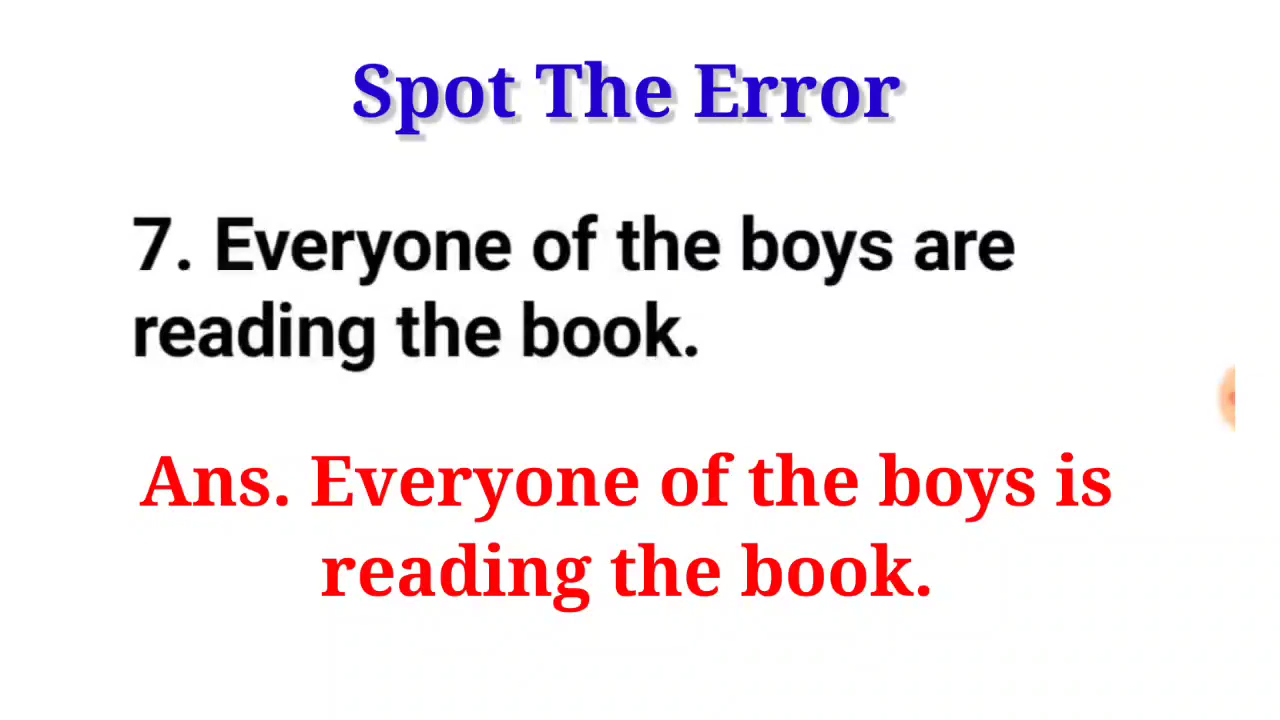 Spot The Error
7. Everyone of the boys are
reading the book.
Ans. Everyone of the boys is
reading the book.